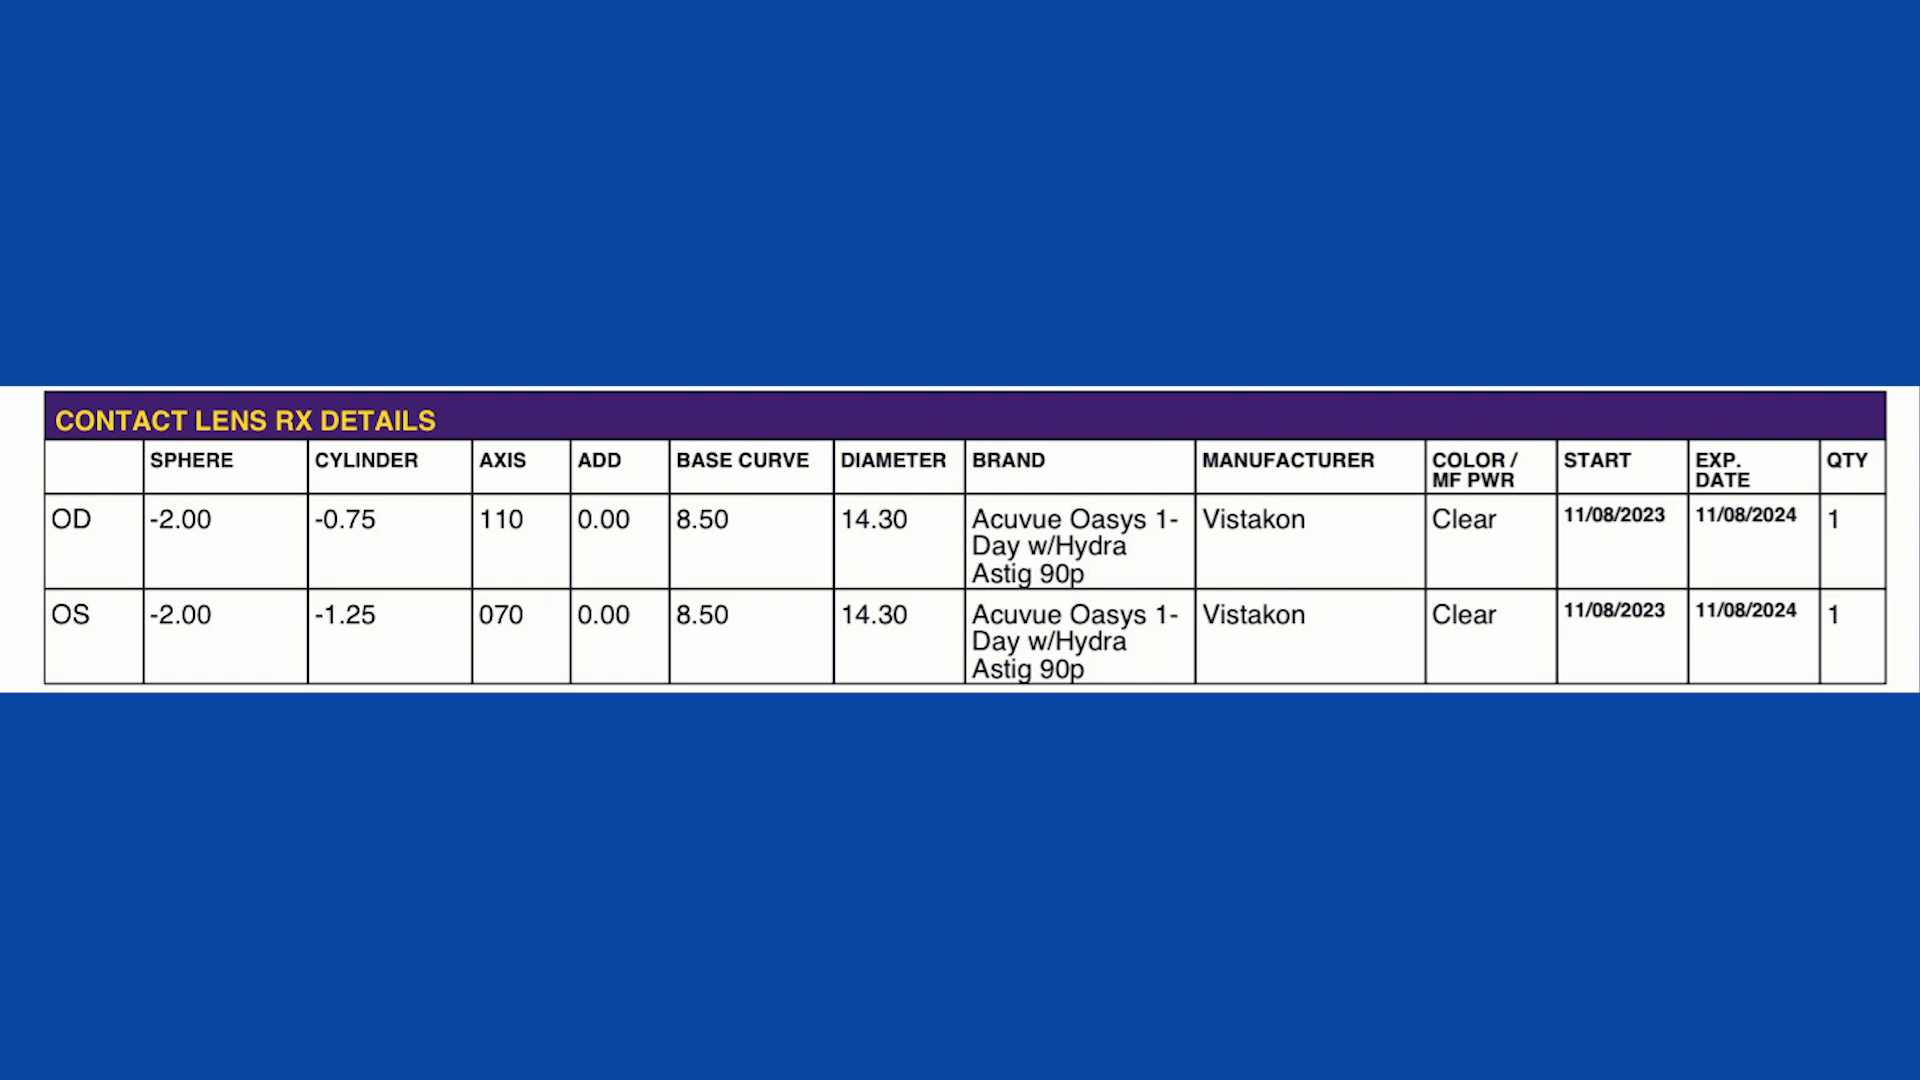 CONTACT LENS RX DETAILS
SPHERE CYLINDER AXIS ADD BASE CURVE DIAMETER BRAND MANUFACTURER COLOR / MF PWR START EXP. DATE QTY
OD -2.00 -0.75 110 0.00 8.50 14.30 Acuvue Oasys 1- Vistakon Clear 11/08/2023 11/08/2024 1
Day w/Hydra
Astig 90p
OS -2.00 -1.25 070 0.00 8.50 14.30 Acuvue Oasys 1- Vistakon Clear 11/08/2023 11/08/2024 1
Day w/Hydra
Astig 90p